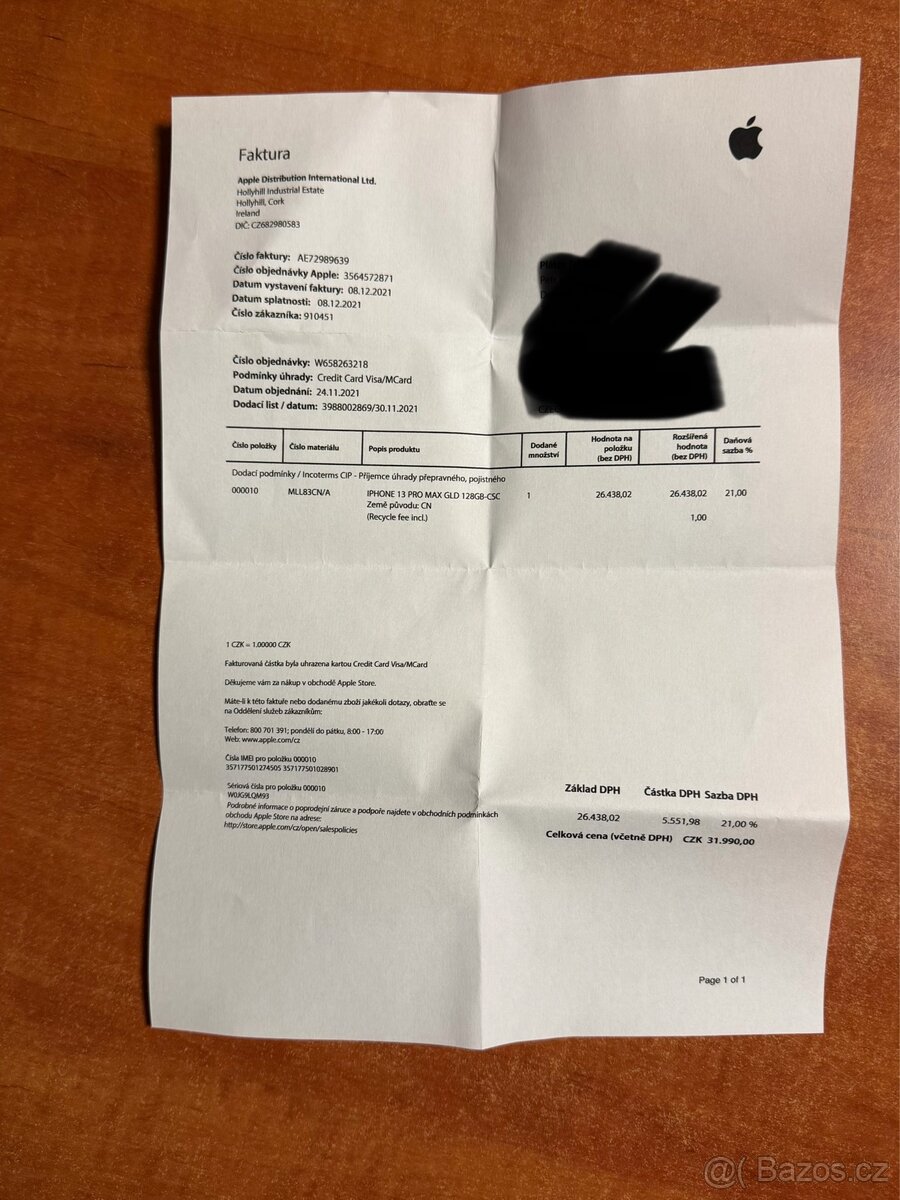 Faktura
Apple Distribution International Ltd.
Hollyhill Industrial Estate
Hollyhill, Cork
Ireland
DIČ: CZ682980583
Číslo faktury: AE72989639
Číslo objednávky Apple: 3564572871
Datum vystavení faktury: 08.12.2021
Datum splatnosti: 08.12.2021
Číslo zákazníka: 910451
Číslo objednávky: W658263218
Podmínky úhrady: Credit Card Visa/MCard
Datum objednání: 24.11.2021
Dodací list / datum: 3988002869/30.11.2021
Číslo položky Číslo materiálu Popis produktu Dodané množství Hodnota na položku (bez DPH) Rozšířená hodnota (bez DPH) Daňová sazba %
Dodací podmínky / Incoterms CIP - Příjemce úhrady přepravného, pojistného
000010 MLL83CN/A IPHONE 13 PRO MAX GLD 128GB-CSC 1 26.438,02 26.438,02 21,00
Země původu: CN
(Recycle fee incl.) 1,00
1 CZK = 1.00000 CZK
Fakturovaná částka byla uhrazena kartou Credit Card Visa/MCard
Děkujeme vám za nákup v obchodě Apple Store.
Máte-li k této faktuře nebo dodanému zboží jakékoli dotazy, obraťte se
na Oddělení služeb zákazníkům:
Telefon: 800 701 391; pondělí do pátku, 8:00 - 17:00
Web: www.apple.com/cz
Čísla IMEI pro položku 000010
357177501274505 357177501028901
Sériová čísla pro položku 000010
W0JG9LQM93
Podrobné informace o poprodejní záruce a podpoře najdete v obchodních podmínkách
obchodu Apple Store na adrese:
http://store.apple.com/cz/open/salespolicies
Základ DPH Částka DPH Sazba DPH
26.438,02 5.551,98 21,00 %
Celková cena (včetně DPH) CZK 31.990,00
Page 1 of 1
@( Bazos.cz